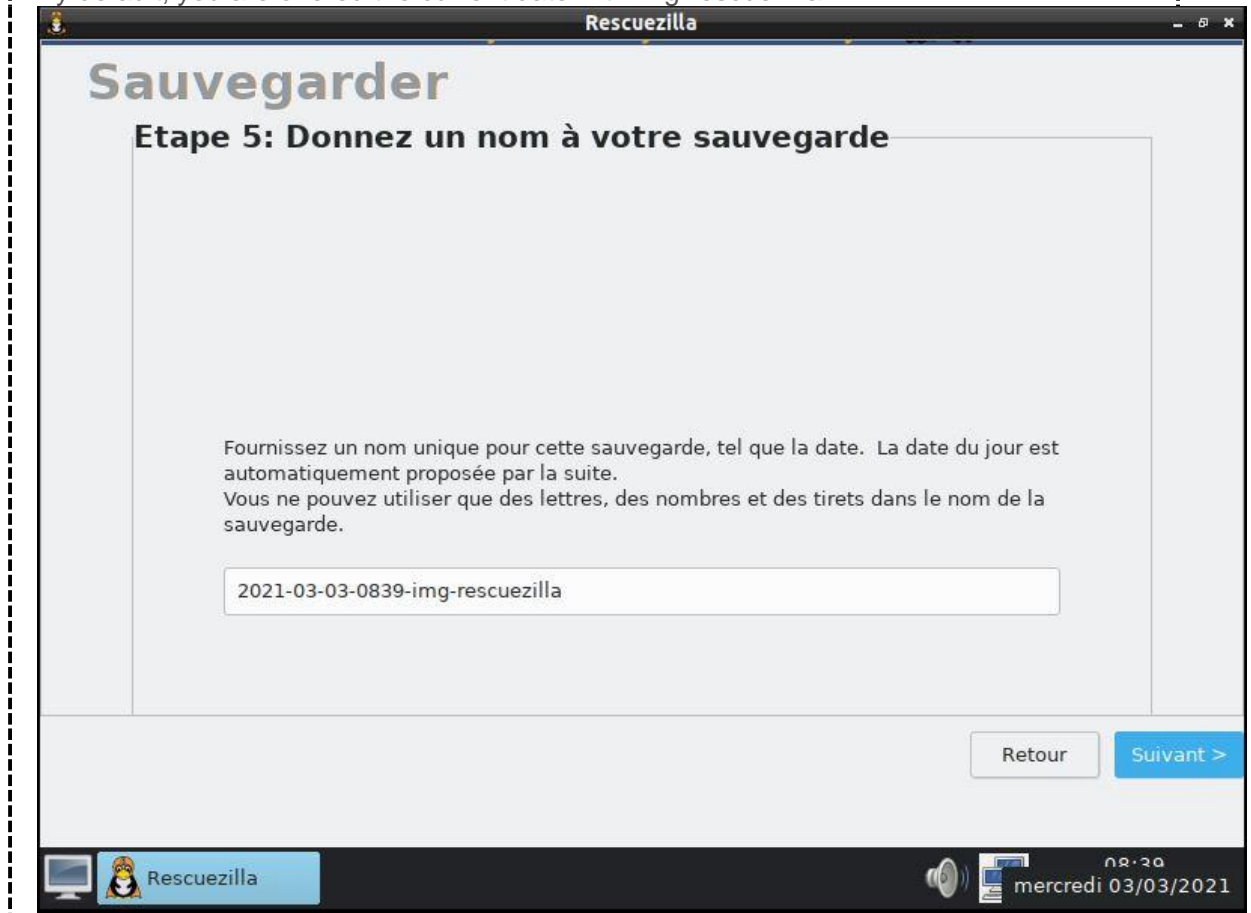 Rescuezilla
Sauvegarder
Etape 5: Donnez un nom à votre sauvegarde
Fournissez un nom unique pour cette sauvegarde, tel que la date. La date du jour est
automatiquement proposée par la suite.
Vous ne pouvez utiliser que des lettres, des nombres et des tirets dans le nom de la
sauvegarde.
2021-03-03-0839-img-rescuezilla
Retour
Suivant >
Rescuezilla
08:39
mercredi 03/03/2021